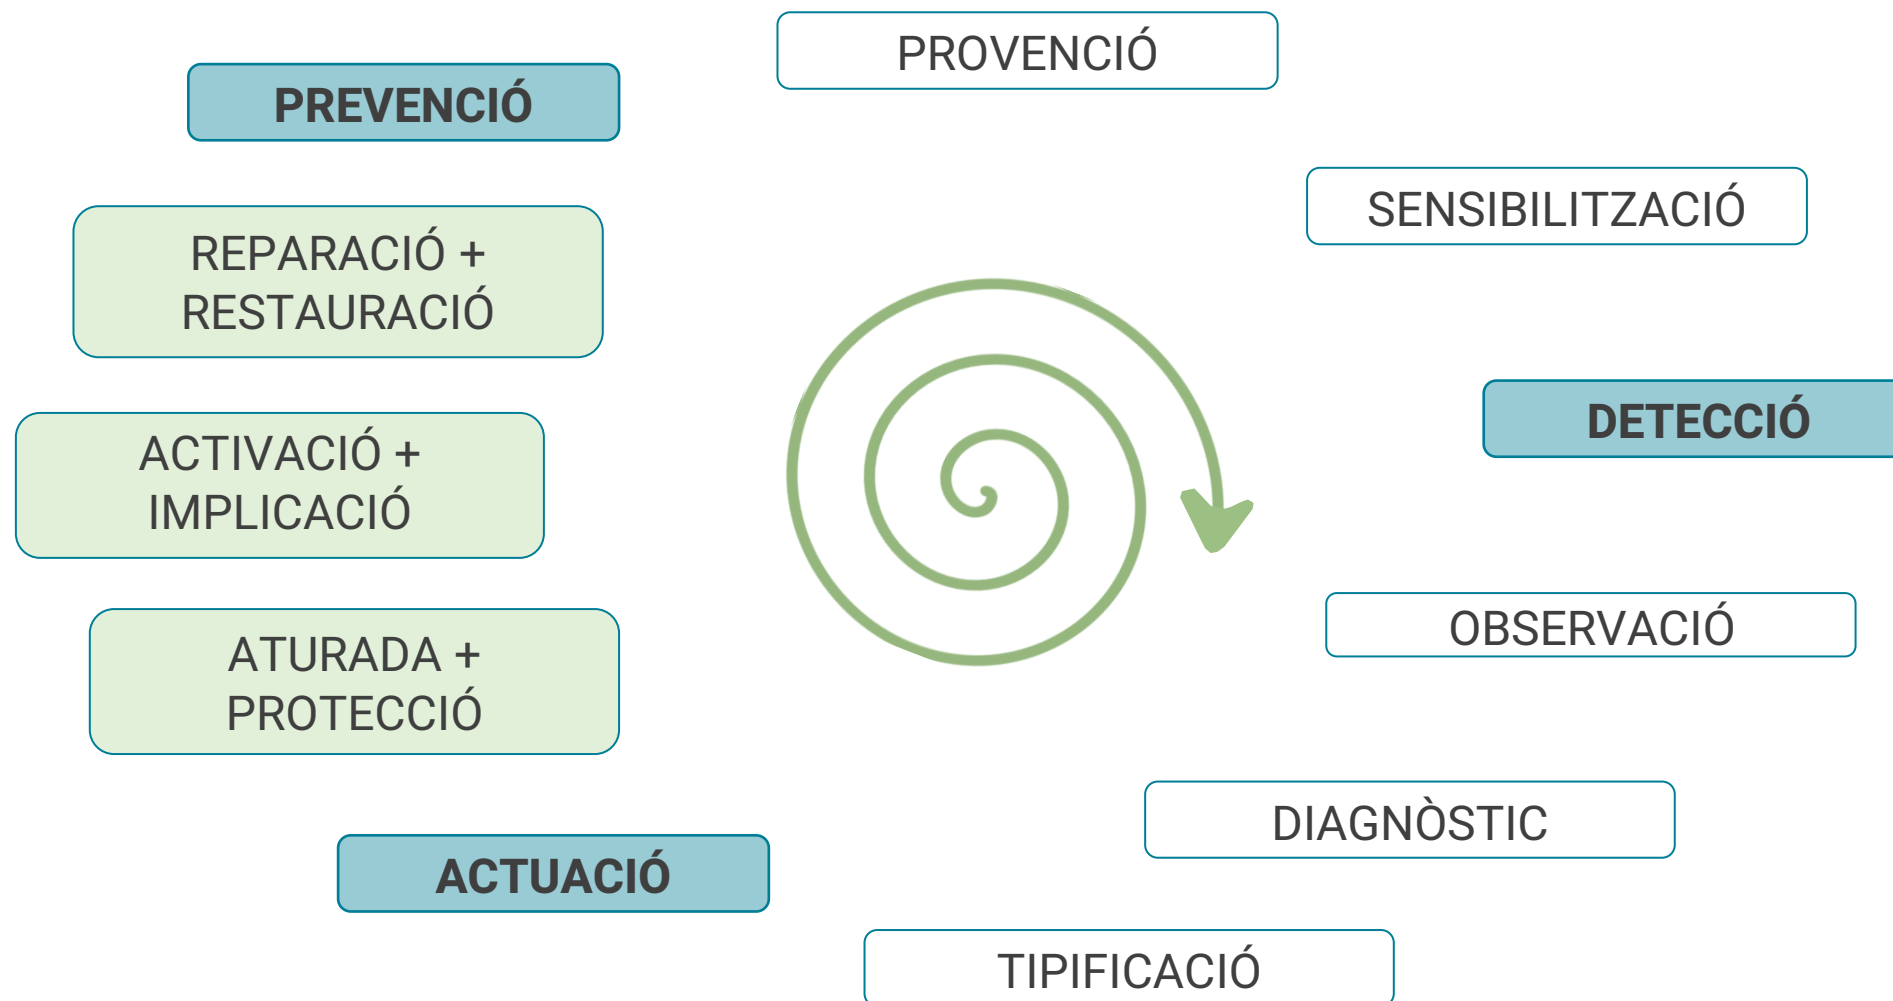 PROVENCIÓ
PREVENCIÓ
SENSIBILITZACIÓ
REPARACIÓ +
RESTAURACIÓ
DETECCIÓ
ACTIVACIÓ +
IMPLICACIÓ
OBSERVACIÓ
ATURADA +
PROTECCIÓ
DIAGNÒSTIC
ACTUACIÓ
TIPIFICACIÓ